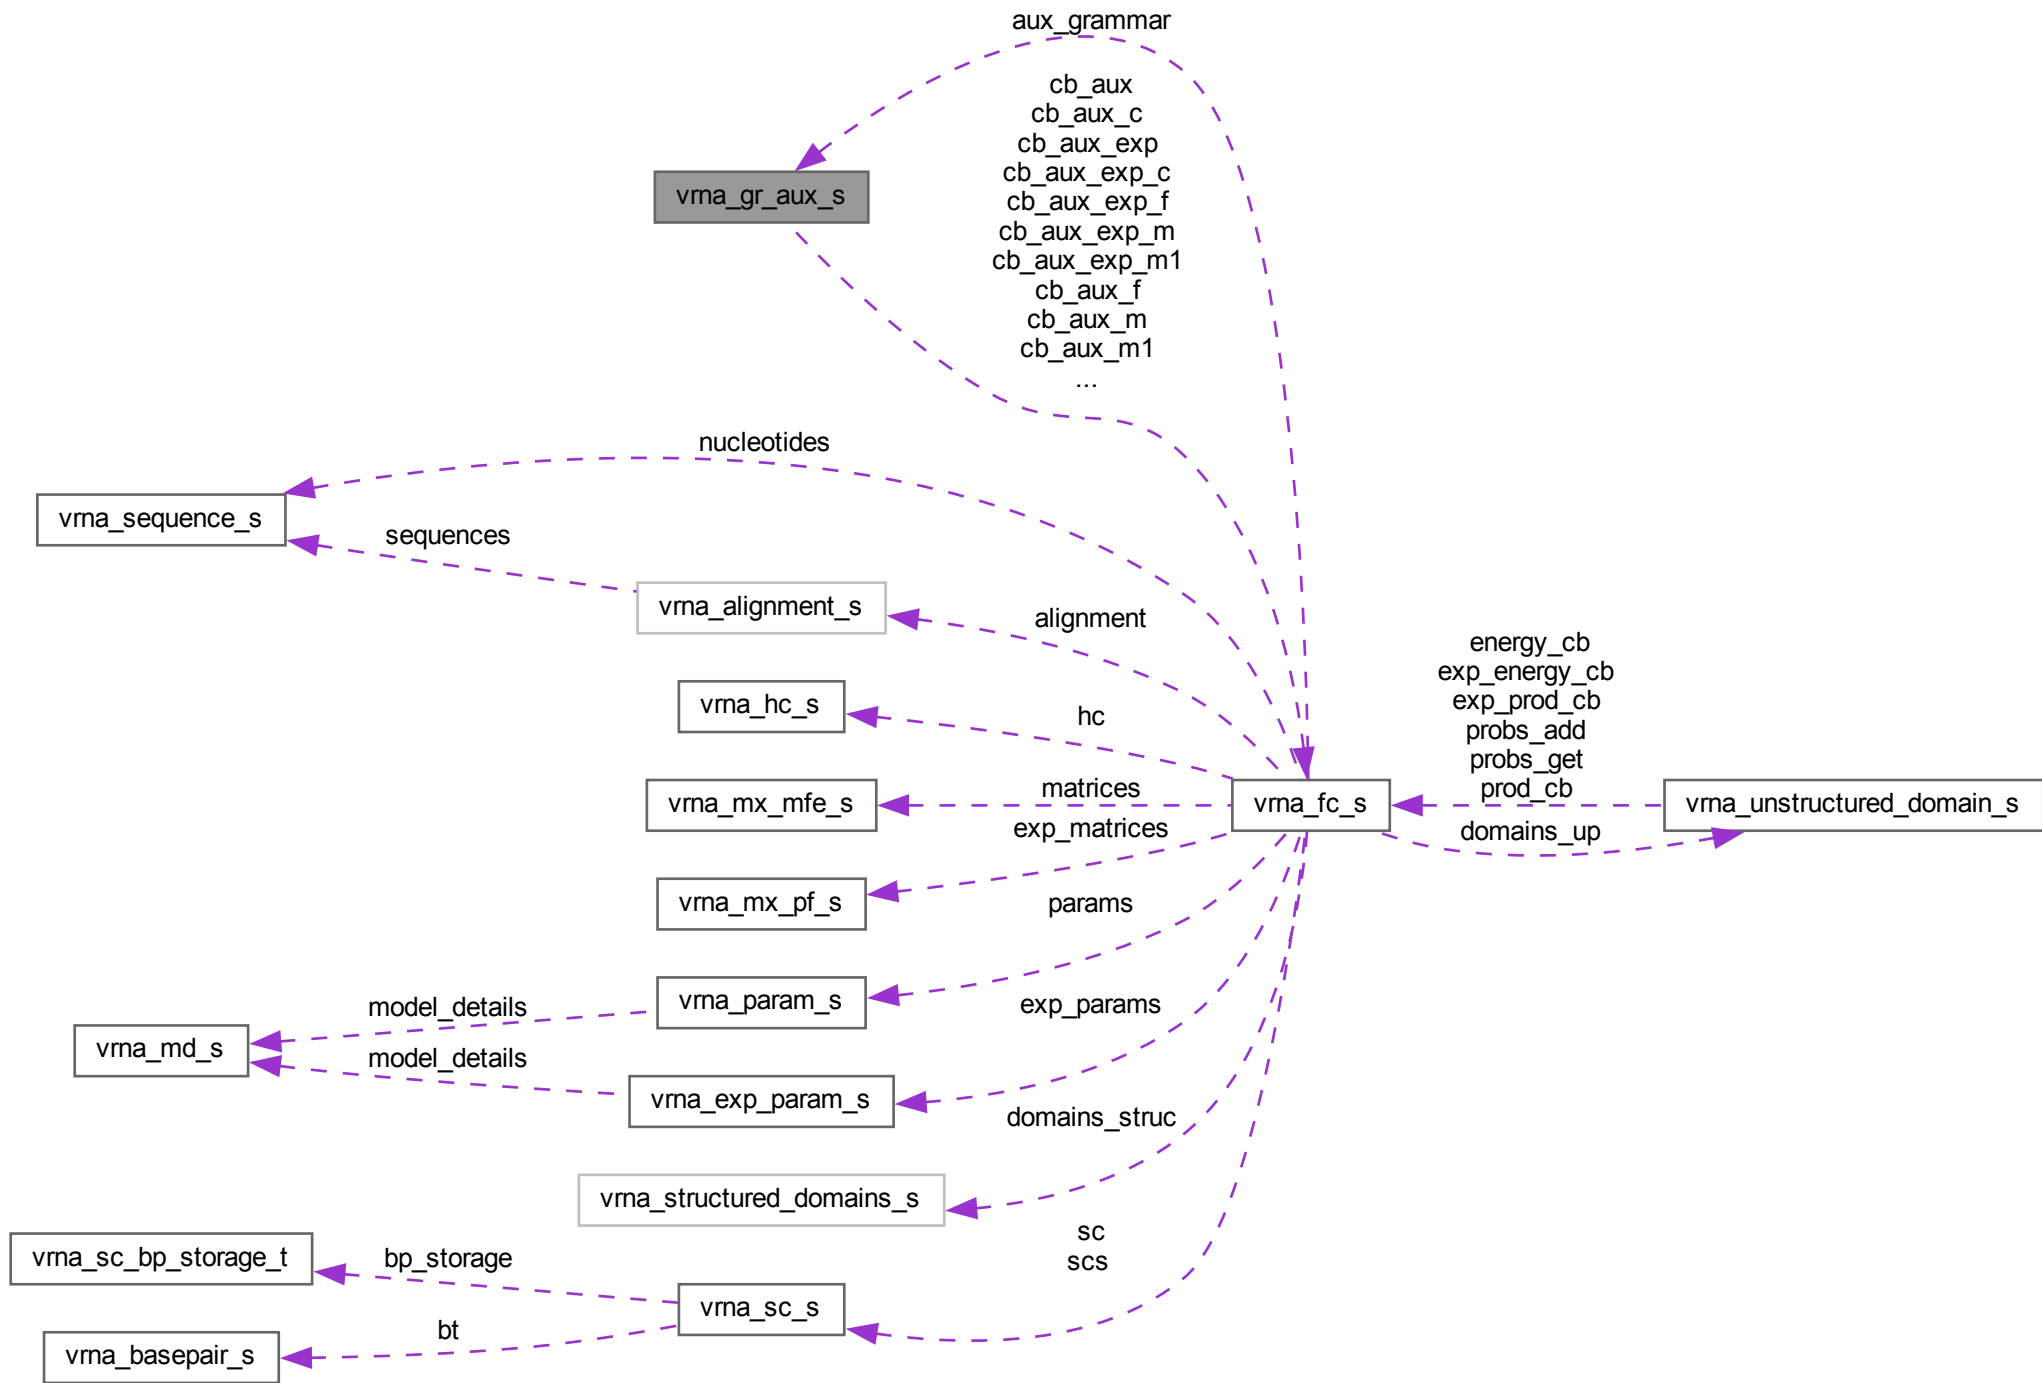 aux_grammar
cb_aux
cb_aux_c
cb_aux_exp
cb_aux_exp_c
cb_aux_exp_f
cb_aux_exp_m
cb_aux_exp_m1
cb_aux_f
cb_aux_m
cb_aux_m1
...
vrna_gr_aux_s
nucleotides
vrna_sequence_s
sequences
vrna_alignment_s
alignment
vrna_hc_s
hc
energy_cb
exp_energy_cb
exp_prod_cb
probs_add
probs_get
prod_cb
vrna_mx_mfe_s
matrices
vrna_fc_s
vrna_unstructured_domain_s
exp_matrices
domains_up
vrna_mx_pf_s
params
vrna_param_s
model_details
exp_params
vrna_md_s
model_details
vrna_exp_param_s
domains_struc
vrna_structured_domains_s
sc
scs
vrna_sc_bp_storage_t
bp_storage
vrna_sc_s
bt
vrna_basepair_s